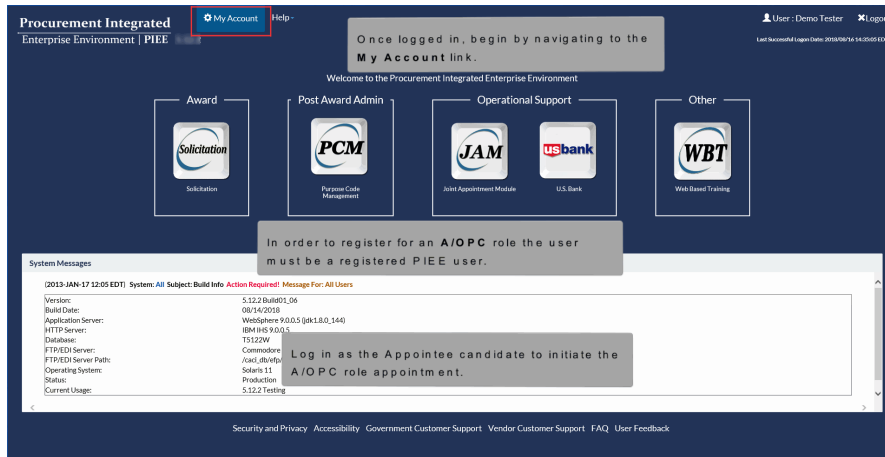 Procurement Integrated
Enterprise Environment | PIEE
My Account
Help
User : Demo Tester
Logou
Last Successful Logon Date: 2018/08/16 14:35:05 ED
Once logged in, begin by navigating to the
My Account link.
Welcome to the Procurement Integrated Enterprise Environment
Award
Post Award Admin
Operational Support
Other
Solicitation
PCM
JAM
usbank
WBT
Solicitation
Purpose Code
Management
Joint Appointment Module
U.S. Bank
Web Based Training
In order to register for an A/OPC role the user
must be a registered PIEE user.
System Messages
(2013-JAN-17 12:05 EDT) System: All Subject: Build Info Action Required! Message For: All Users
Version: 5.12.2 Build01_06
Build Date: 08/14/2018
Application Server: WebSphere 9.0.0.5 (jdk1.8.0_144)
HTTP Server: IBM IHS 9.0.0.5
Database: T5122W
FTP/EDI Server: Commodore
FTP/EDI Server Path: /caci_db/efp/
Operating System: Solaris 11
Status: Production
Current Usage: 5.12.2 Testing
Log in as the Appointee candidate to initiate the
A/OPC role appointment.
Security and Privacy Accessibility Government Customer Support Vendor Customer Support FAQ User Feedback